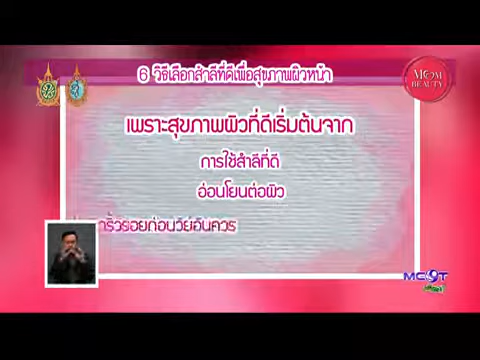 6 วิธีเลือกสำลีที่ดีเพื่อสุขภาพผิวหน้า
MOM
BEAUTY
เพราะสุขภาพผิวที่ดีเริ่มต้นจาก
การใช้สำลีที่ดี
อ่อนโยนต่อผิว
ริ้วรอยก่อนวัยอันควร
MCOT